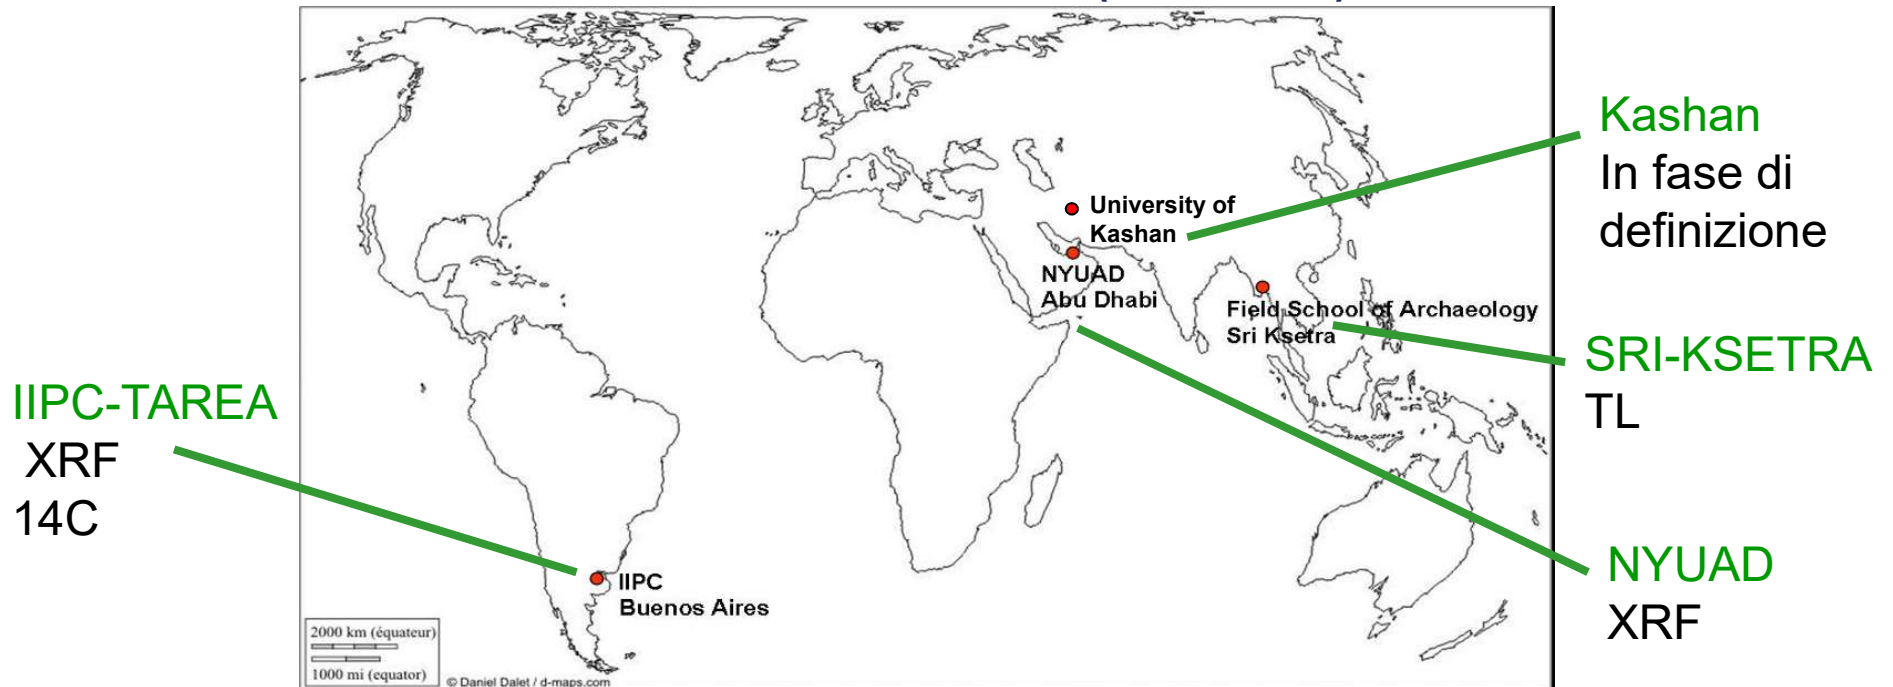 Kashan
In fase di
definizione
University of
Kashan
NYUAD
Abu Dhabi
Field School of Archaeology
Sri Ksetra
SRI-KSETRA
TL
IIPC-TAREA
XRF
14C
NYUAD
XRF
IIPC
Buenos Aires
2000 km (équateur)
1000 mi (equator)
© Daniel Dalet / d-maps.com